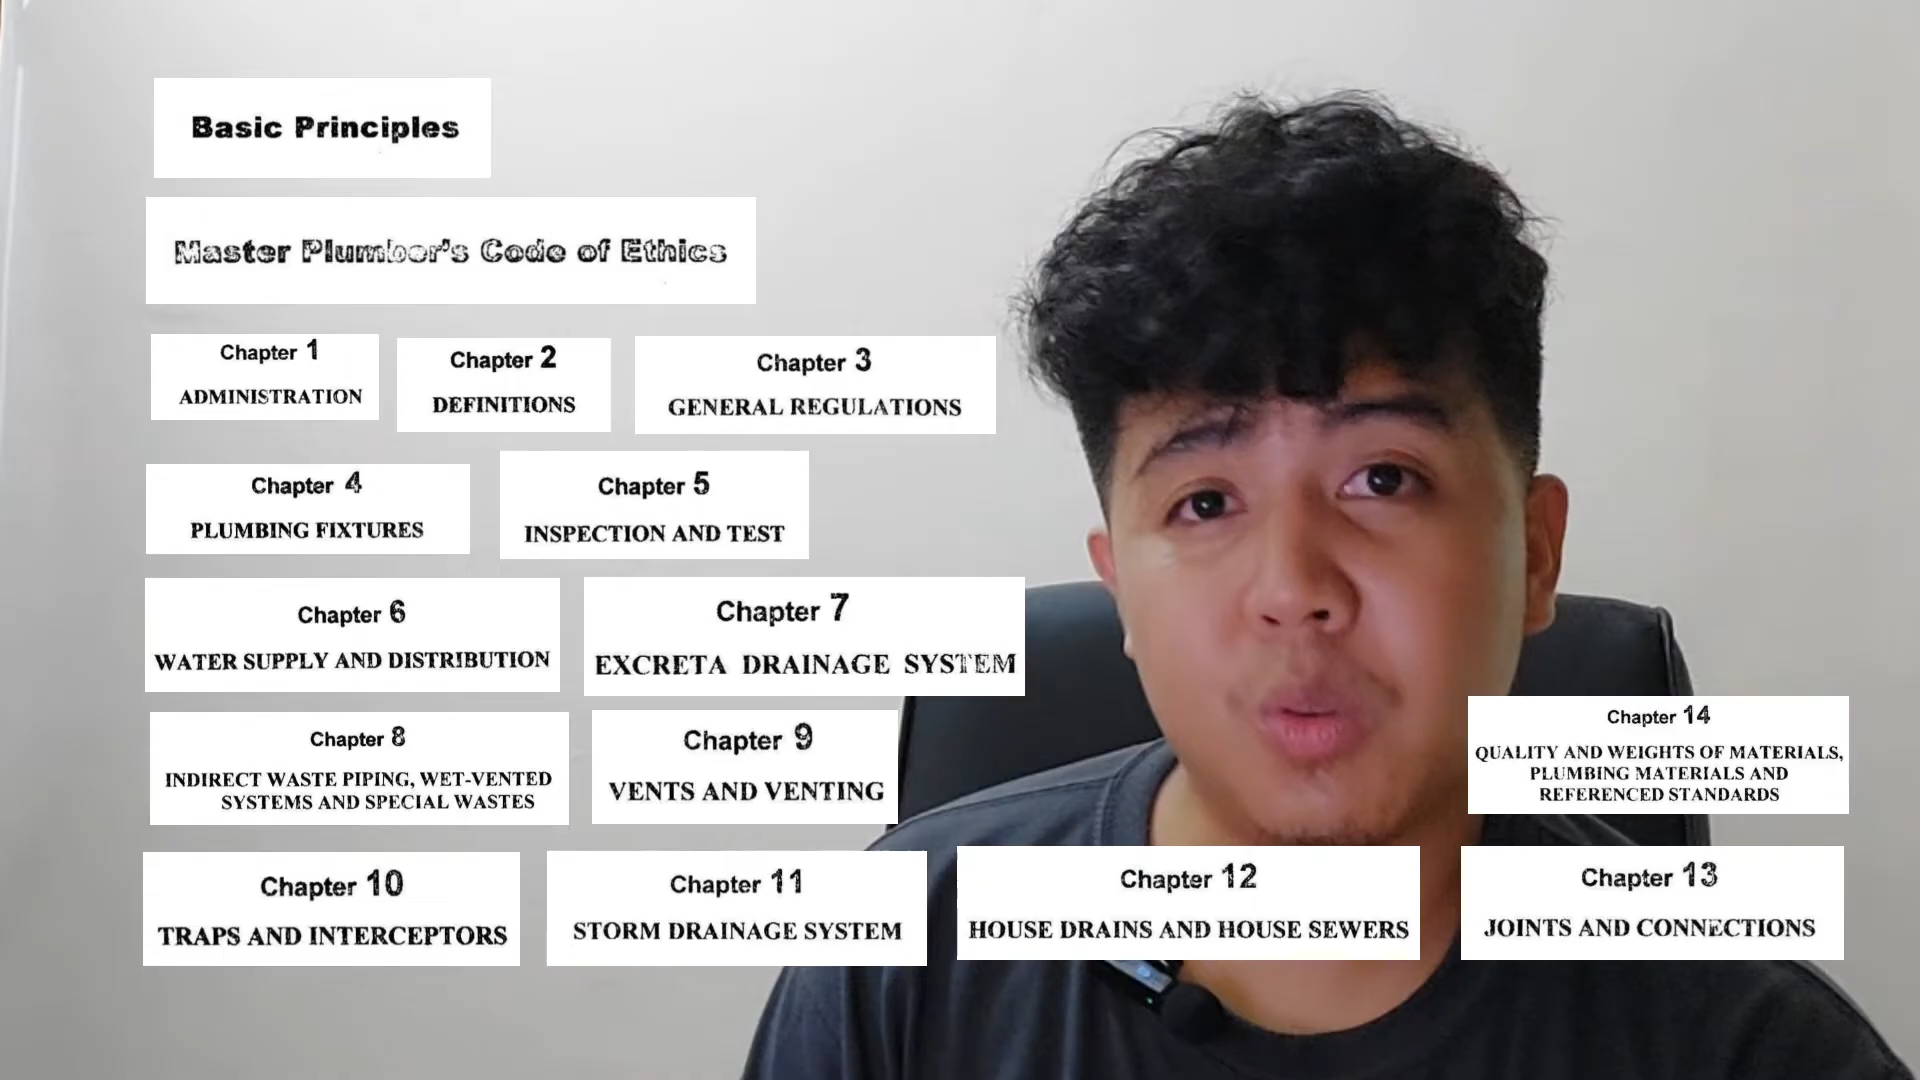 Basic Principles
Master Plumber's Code of Ethics
Chapter 1
ADMINISTRATION
Chapter 2
DEFINITIONS
Chapter 3
GENERAL REGULATIONS
Chapter 4
PLUMBING FIXTURES
Chapter 5
INSPECTION AND TEST
Chapter 6
WATER SUPPLY AND DISTRIBUTION
Chapter 7
EXCRETA DRAINAGE SYSTEM
Chapter 8
INDIRECT WASTE PIPING, WET-VENTED
SYSTEMS AND SPECIAL WASTES
Chapter 9
VENTS AND VENTING
Chapter 10
TRAPS AND INTERCEPTORS
Chapter 11
STORM DRAINAGE SYSTEM
Chapter 12
HOUSE DRAINS AND HOUSE SEWERS
Chapter 13
JOINTS AND CONNECTIONS
Chapter 14
QUALITY AND WEIGHTS OF MATERIALS,
PLUMBING MATERIALS AND
REFERENCED STANDARDS